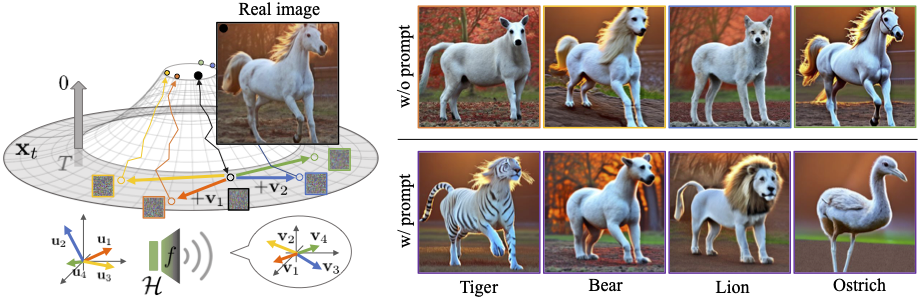 Real image
0
x_t
T
+v_1
+v_2
u_2
u_1
u_4
u_3
H
f
v_2
v_4
v_1
v_3
w/o prompt
w/ prompt
Tiger
Bear
Lion
Ostrich